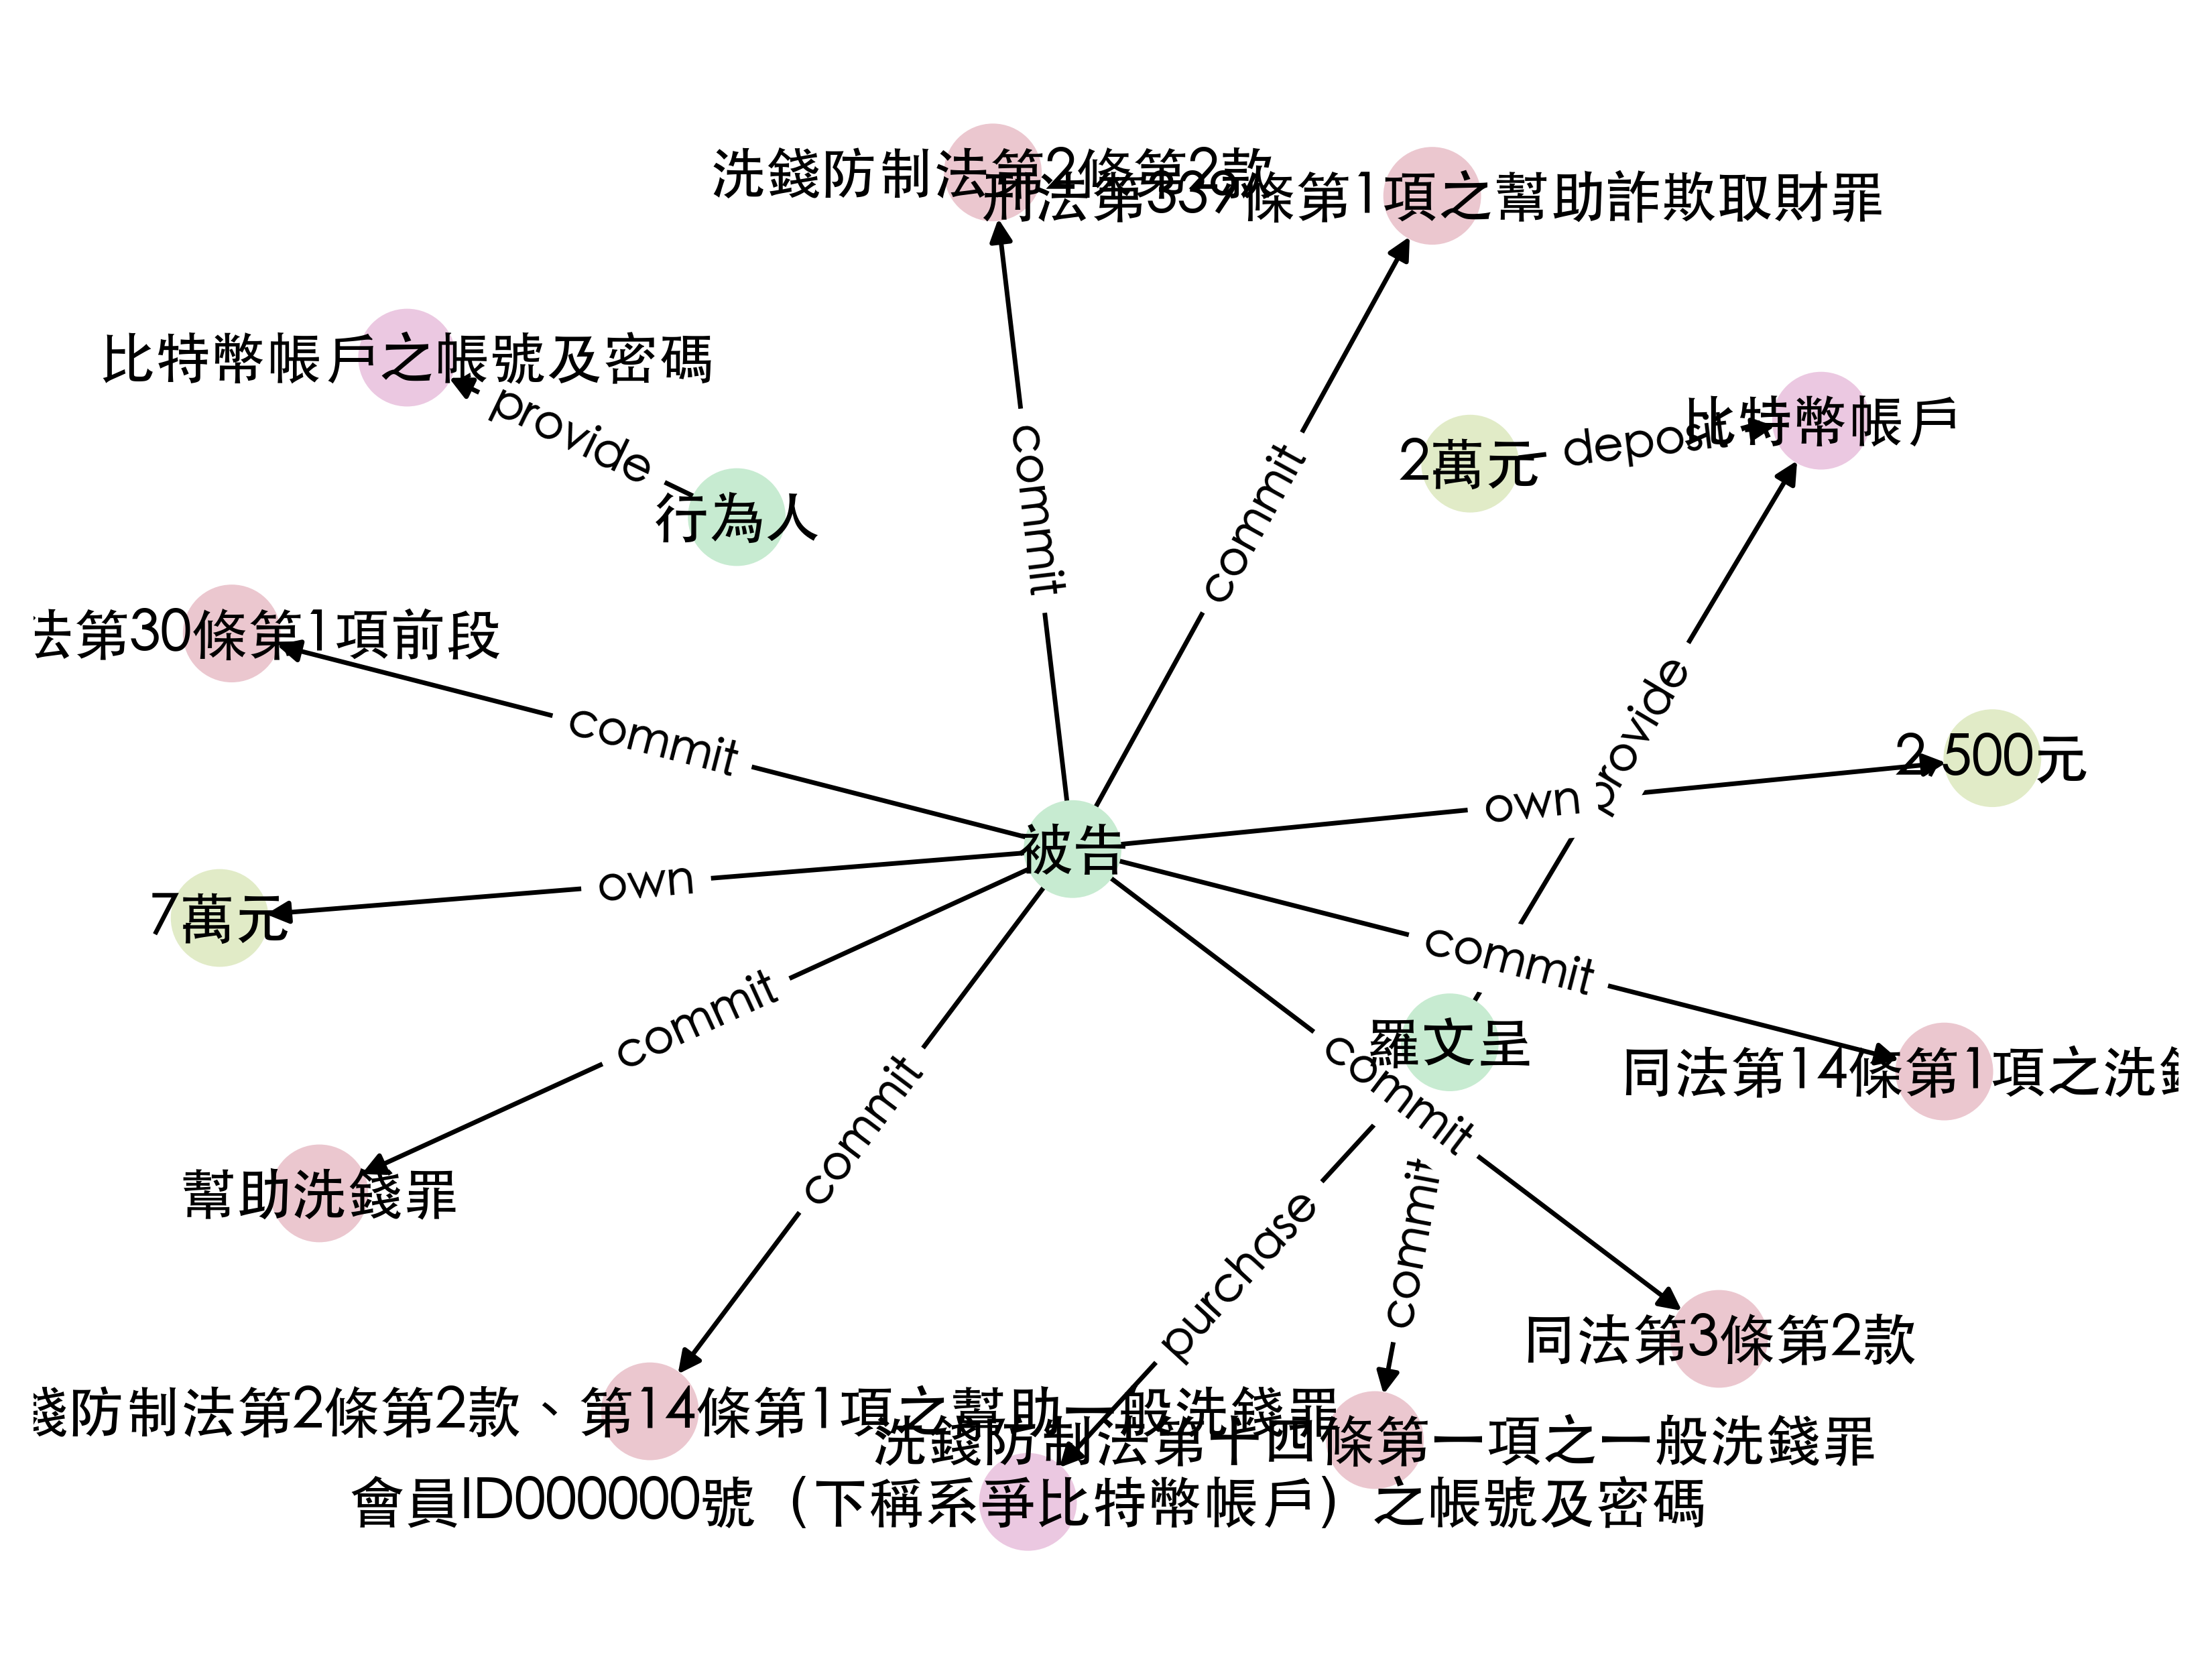 洗錢防制法第2條第2款
刑法第339條第1項之幫助詐欺取財罪
比特幣帳戶之帳號及密碼
provide
行為人
commit
commit
2萬元
deposit
比特幣帳戶
法第30條第1項前段
commit
provide
2,500元
own
被告
7萬元
own
commit
羅文呈
同法第14條第1項之洗錢
commit
commit
commit
幫助洗錢罪
purchase
commit
同法第3條第2款
錢防制法第2條第2款、第14條第1項之幫助一般洗錢罪
洗錢防制法第十四條第一項之一般洗錢罪
會員ID000000號（下稱系爭比特幣帳戶）之帳號及密碼